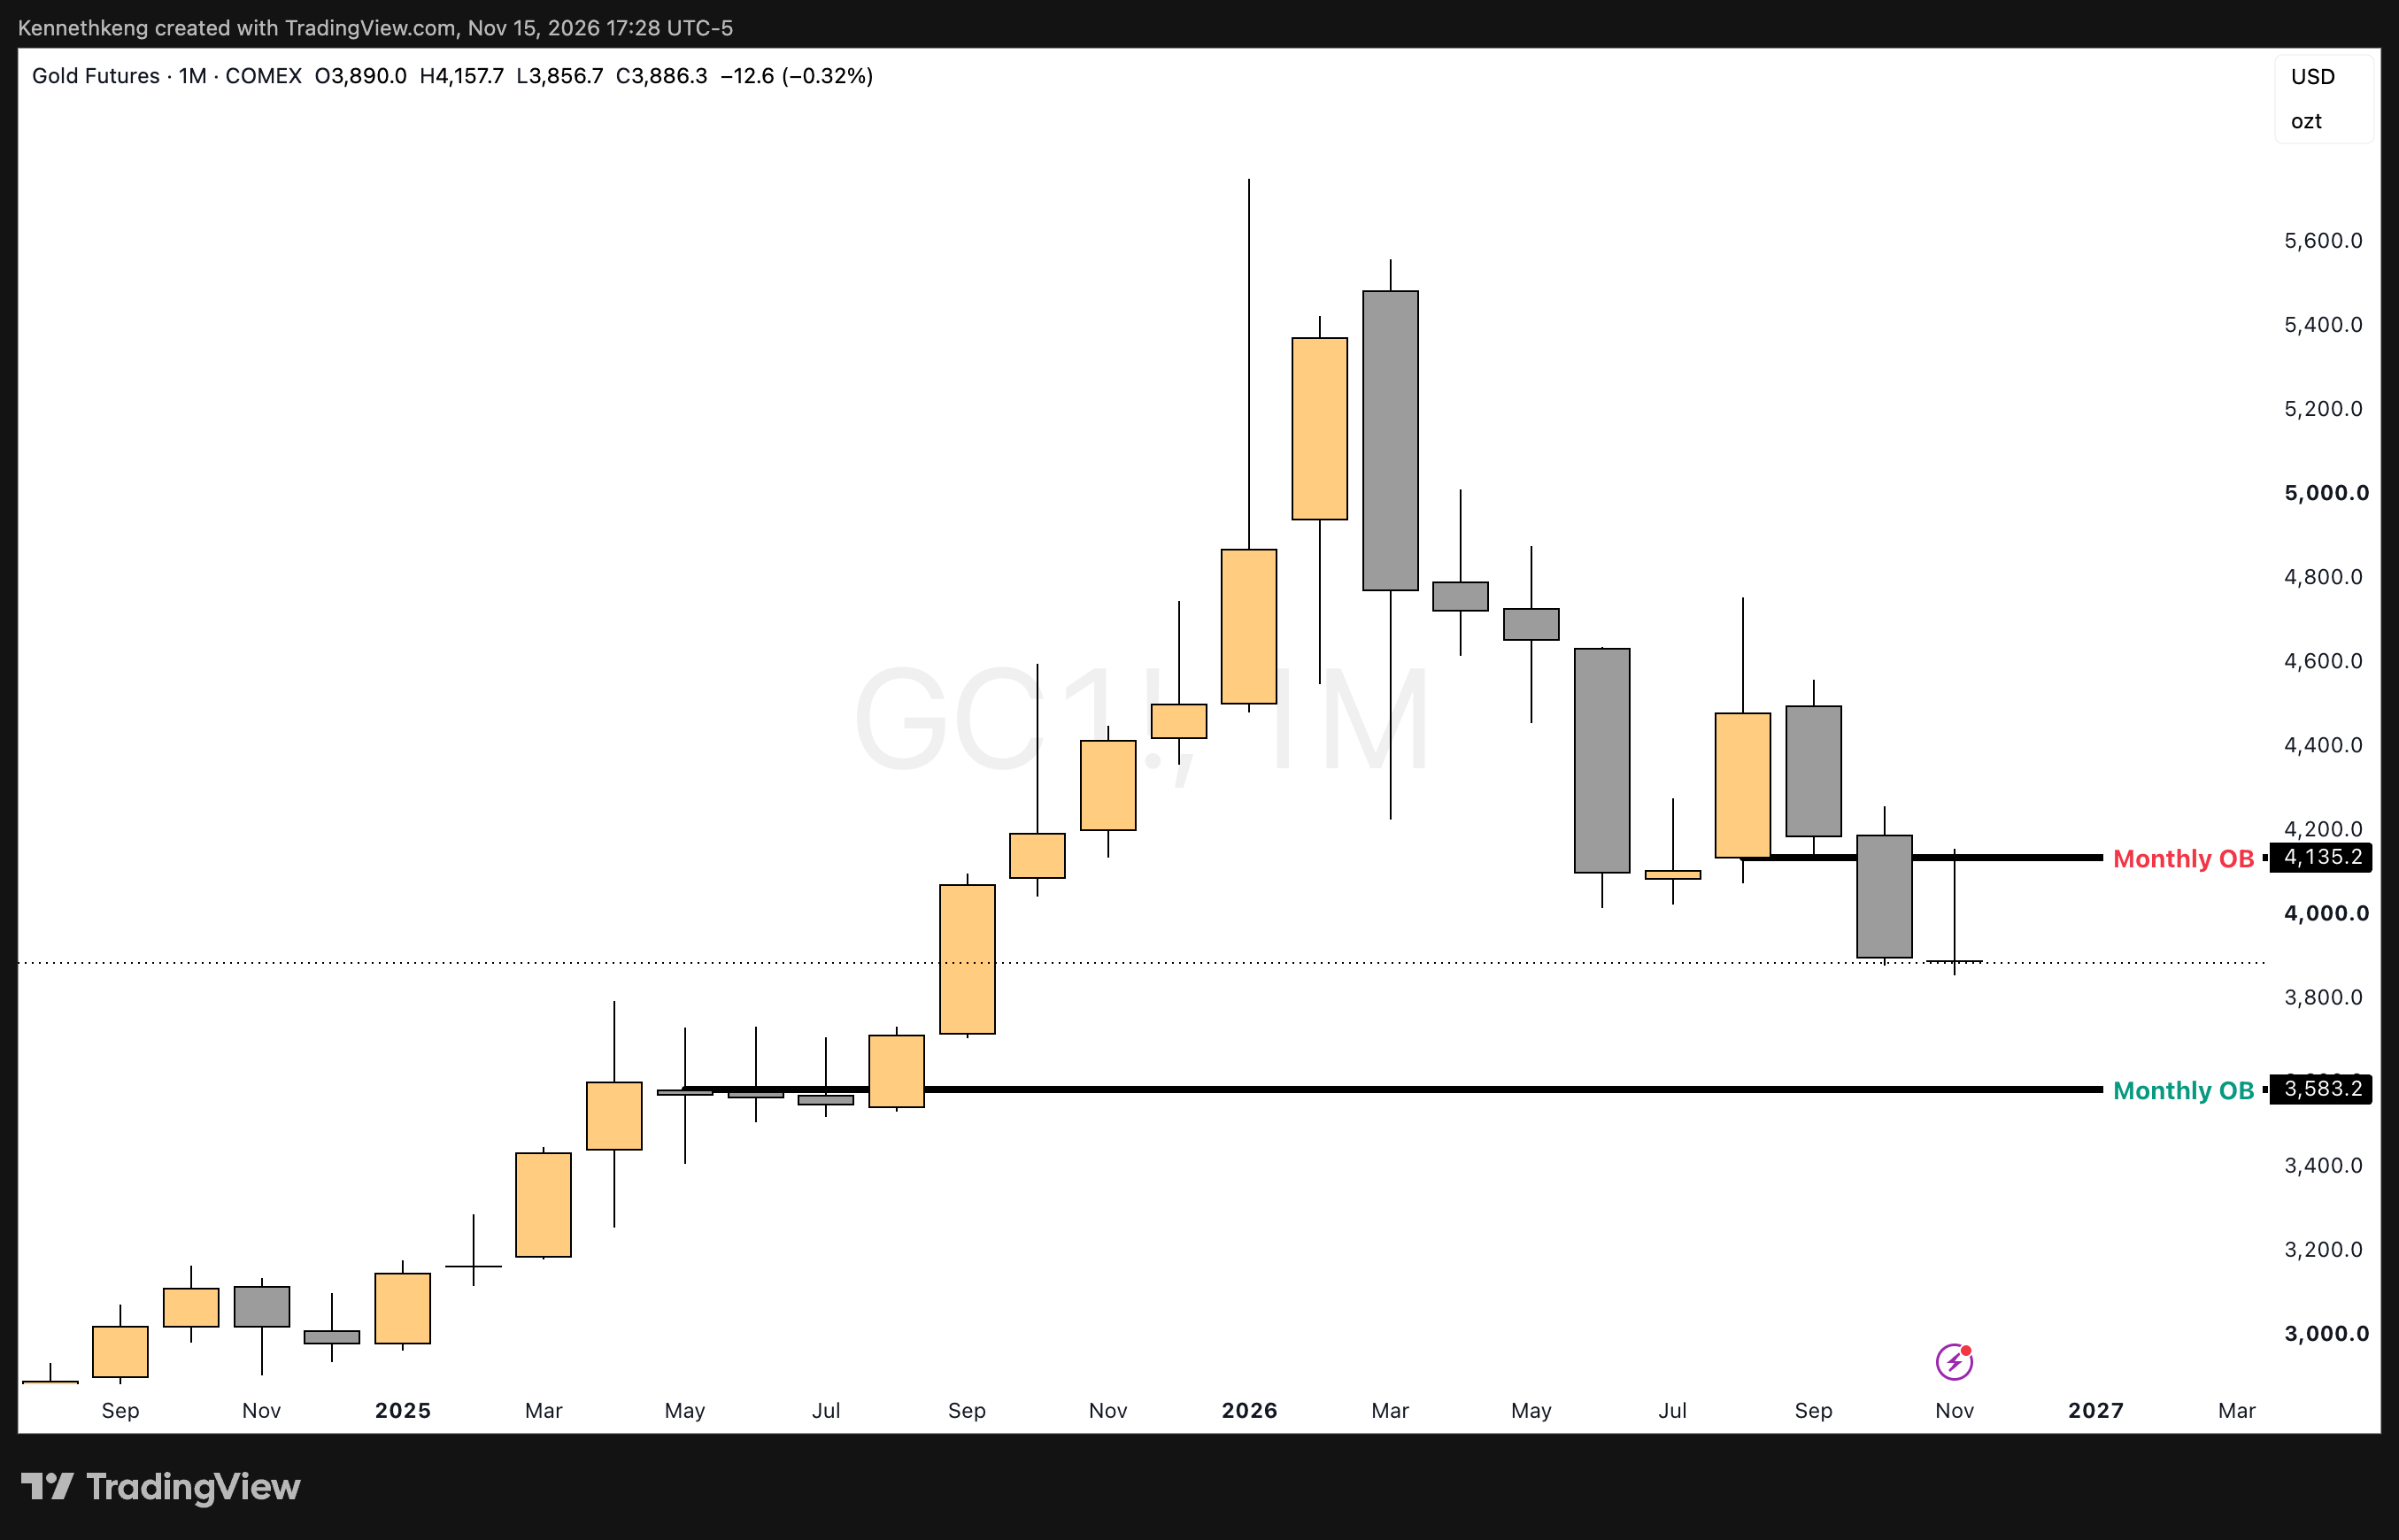 Kennethkeng created with TradingView.com, Nov 15, 2026 17:28 UTC-5
Gold Futures · 1M · COMEX O3,890.0 H4,157.7 L3,856.7 C3,886.3 −12.6 (−0.32%)
USD
ozt
5,600.0
5,400.0
5,200.0
5,000.0
4,800.0
4,600.0
GC1!, 1M
4,400.0
4,200.0
Monthly OB 4,135.2
4,000.0
3,800.0
Monthly OB 3,583.2
3,400.0
3,200.0
3,000.0
Sep Nov 2025 Mar May Jul Sep Nov 2026 Mar May Jul Sep Nov 2027 Mar
TradingView